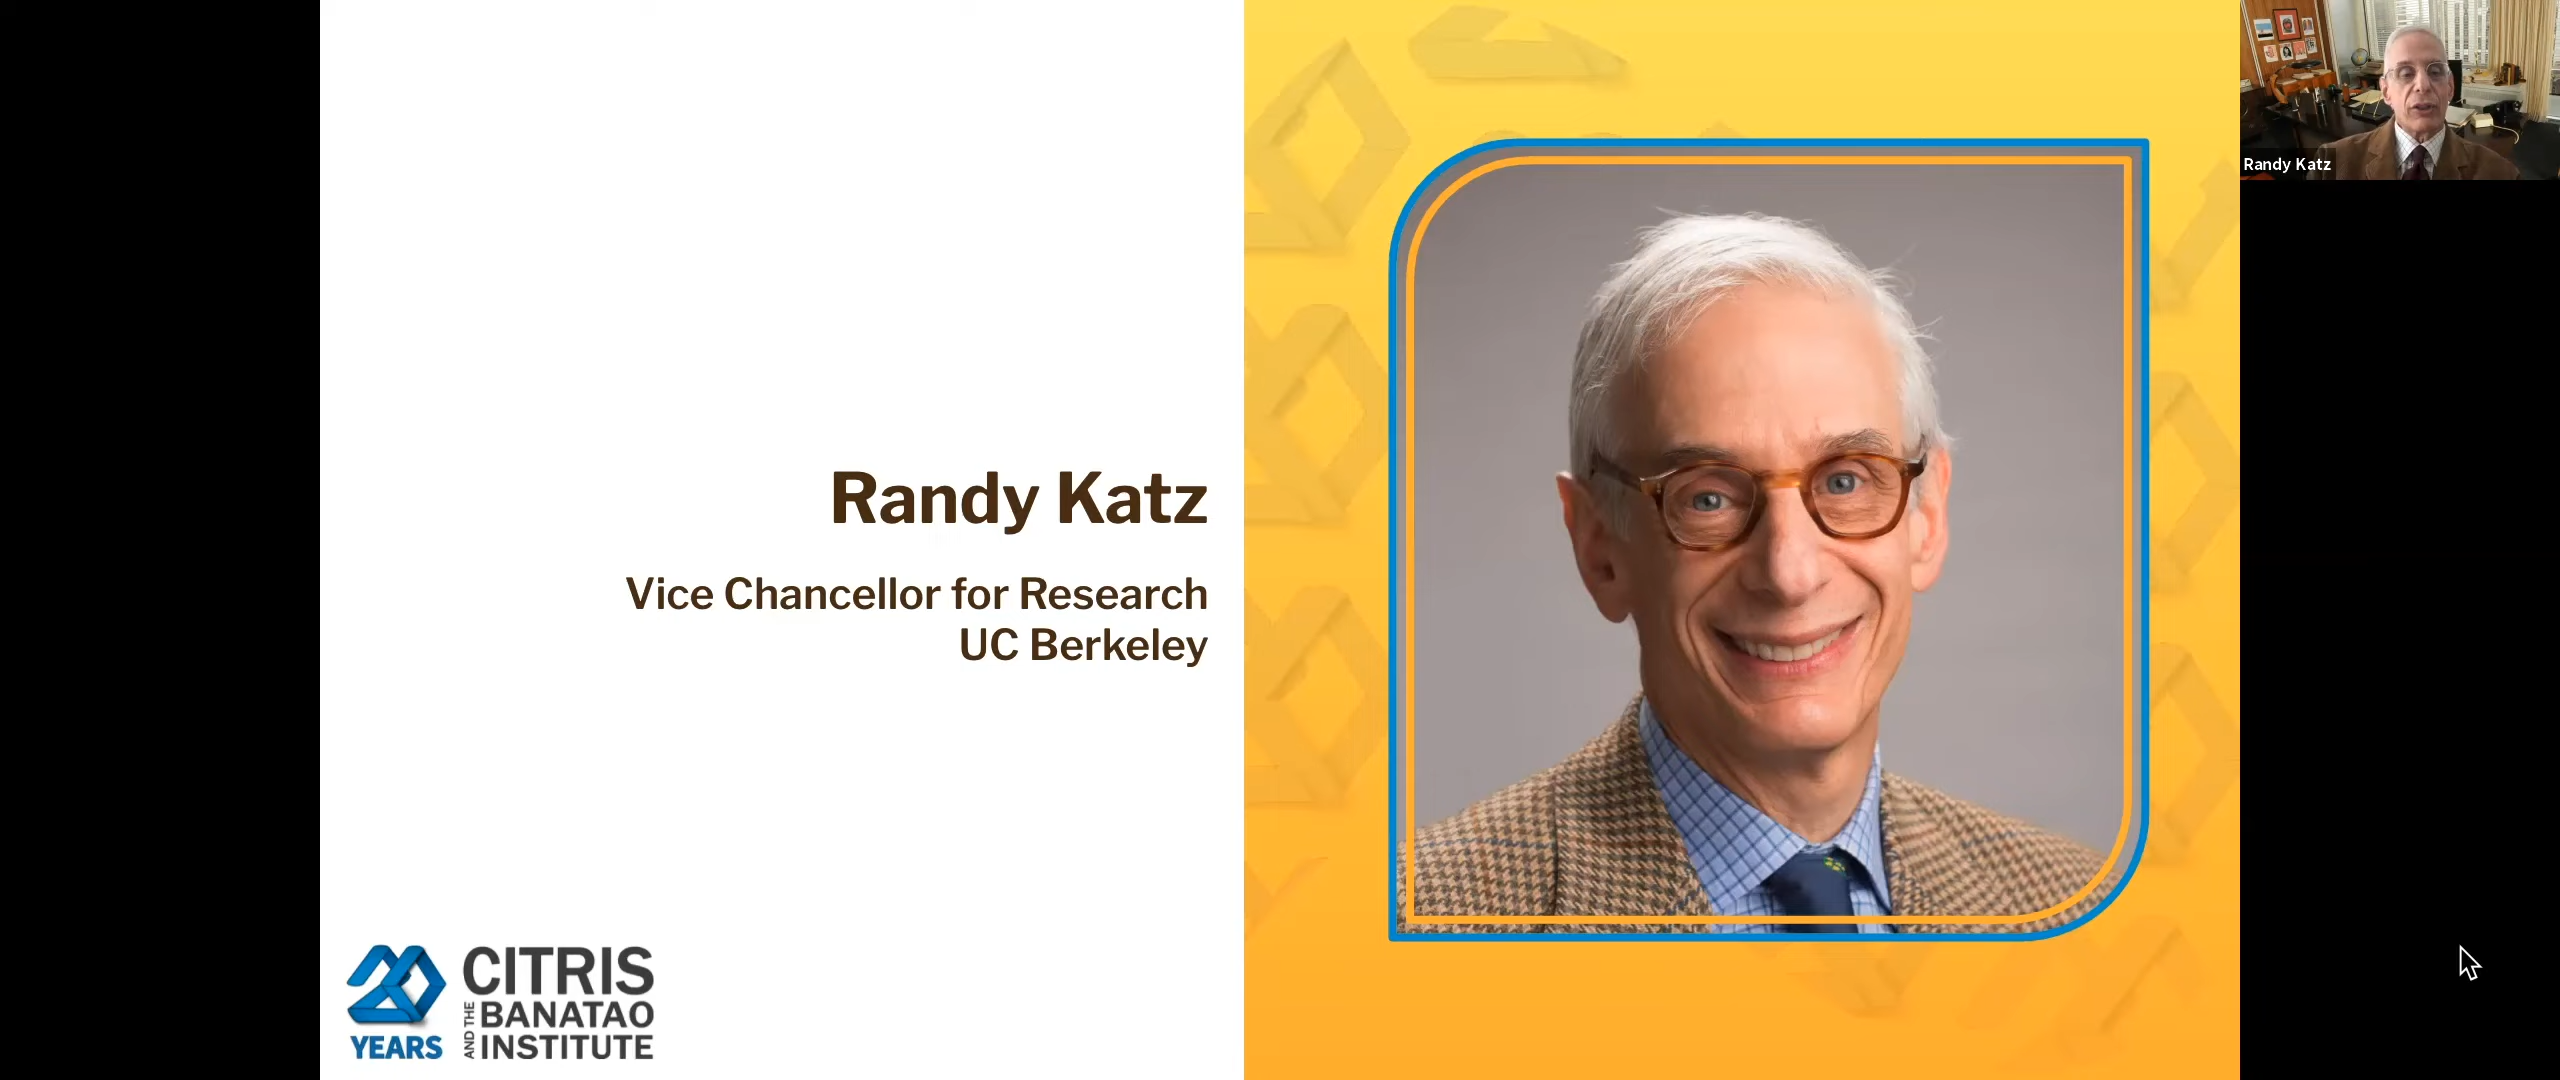 Randy Katz
Vice Chancellor for Research
UC Berkeley
20
YEARS
CITRIS
AND THE
BANATAO
INSTITUTE
Randy Katz